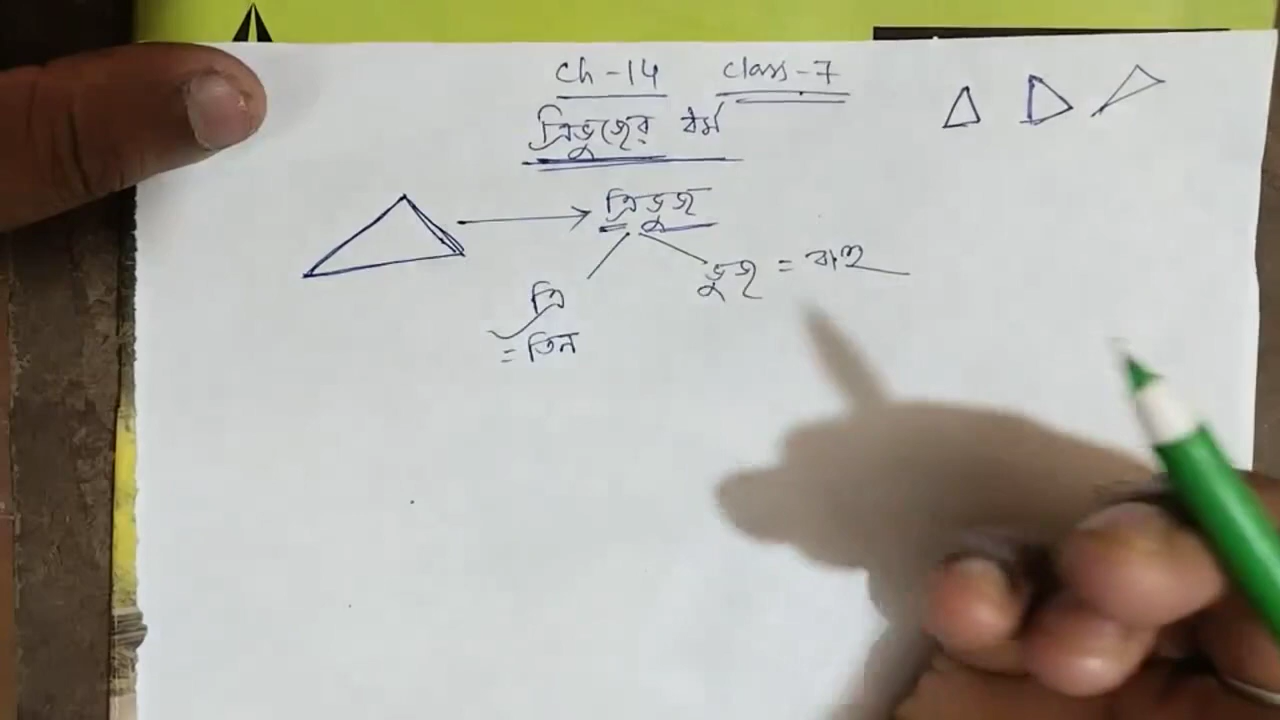 Ch-14 Class-7
ত্রিভুজের ধর্ম
ত্রিভুজ
ত্রি
ভুজ = বাহু
= তিন